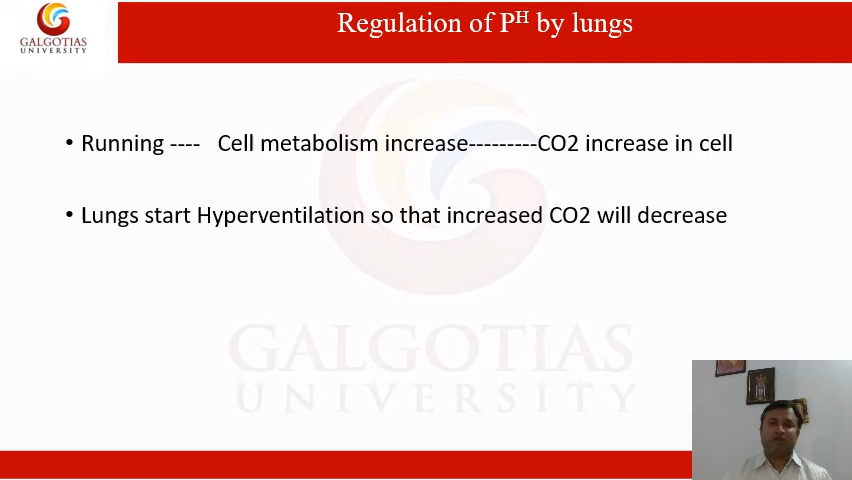 GALGOTIAS
UNIVERSITY
Regulation of Pᴴ by lungs
• Running ---- Cell metabolism increase---------CO2 increase in cell
• Lungs start Hyperventilation so that increased CO2 will decrease
GALGOTIAS
UNIVERSITY